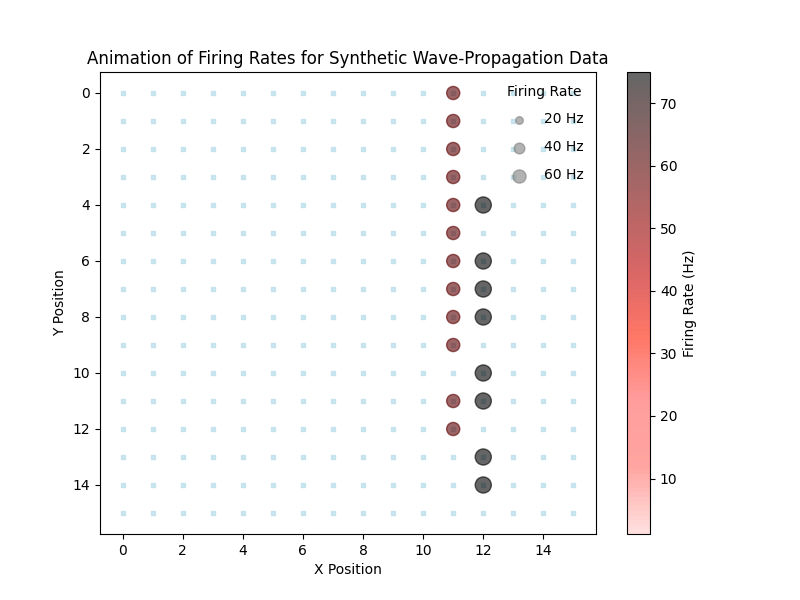 Animation of Firing Rates for Synthetic Wave-Propagation Data
Firing Rate
20 Hz
40 Hz
60 Hz
0
2
4
6
8
10
12
14
Y Position
0 2 4 6 8 10 12 14
X Position
70
60
50
40
30
20
10
Firing Rate (Hz)